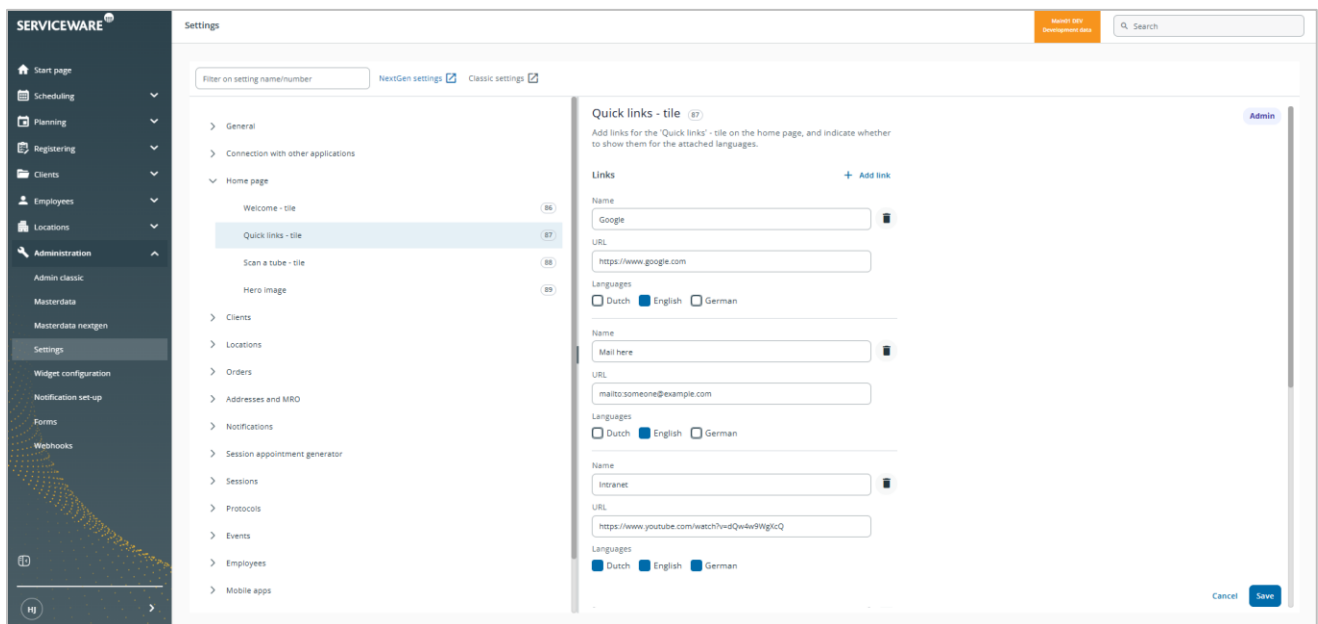 SERVICEWARE
Settings
Search
Start page
Scheduling
Planning
Registering
Clients
Employees
Locations
Administration
Admin classic
Masterdata
Masterdata nextgen
Settings
Widget configuration
Notification set-up
Forms
Webhooks
HJ
Filter on setting name/number
NextGen settings
Classic settings
General
Connection with other applications
Home page
Welcome - tile 86
Quick links - tile 87
Scan a tube - tile 88
Hero image 89
Clients
Locations
Orders
Addresses and MRO
Notifications
Session appointment generator
Sessions
Protocols
Events
Employees
Mobile apps
Development data
Quick links - tile 87
Admin
Add links for the 'Quick links' - tile on the home page, and indicate whether
to show them for the attached languages.
Links
+ Add link
Name
Google
URL
https://www.google.com
Languages
Dutch English German
Name
Mail here
URL
mailto:someone@example.com
Languages
Dutch English German
Name
Intranet
URL
https://www.youtube.com/watch?v=dQw4w9WgXcQ
Languages
Dutch English German
Cancel
Save